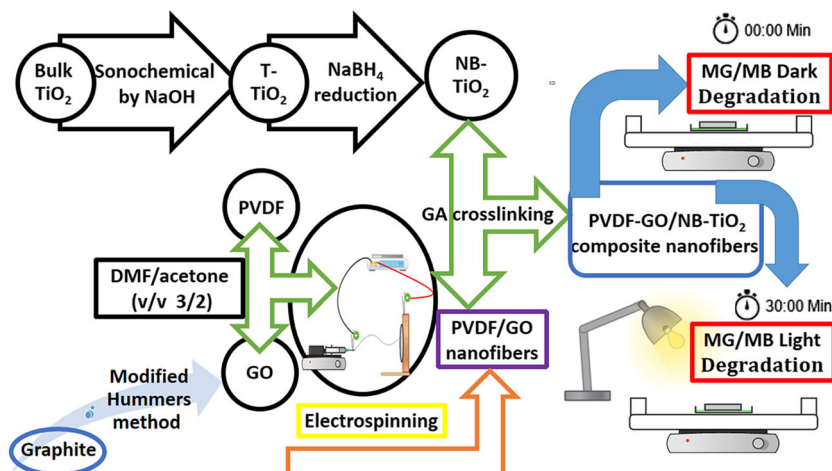 00:00 Min
Bulk
TiO₂
Sonochemical
by NaOH
T-
TiO₂
NaBH₄
reduction
NB-
TiO₂
MG/MB Dark
Degradation
PVDF
GA crosslinking
PVDF-GO/NB-TiO₂
composite nanofibers
DMF/acetone
(v/v 3/2)
30:00 Min
PVDF/GO
nanofibers
MG/MB Light
Degradation
GO
Modified
Hummers
method
Electrospinning
Graphite